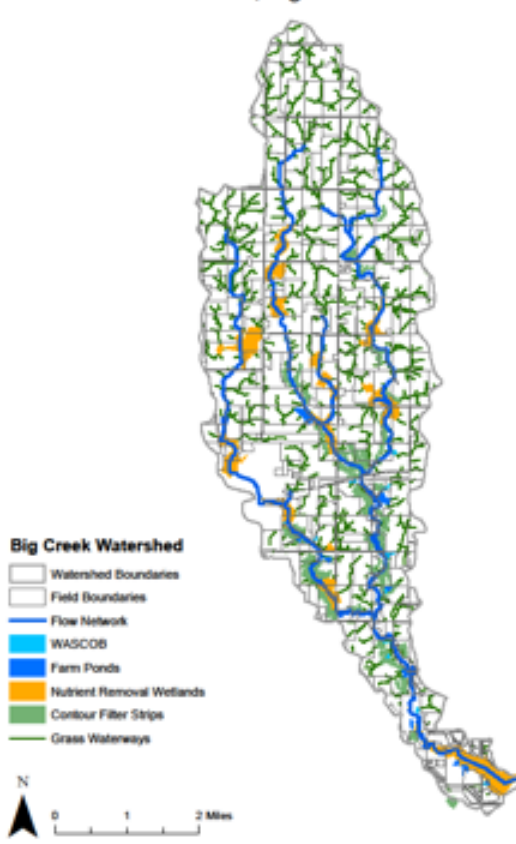 Big Creek Watershed
Watershed Boundaries
Field Boundaries
Flow Network
WASCOB
Farm Ponds
Nutrient Removal Wetlands
Contour Filter Strips
Grass Waterways
N
0 1 2 Miles